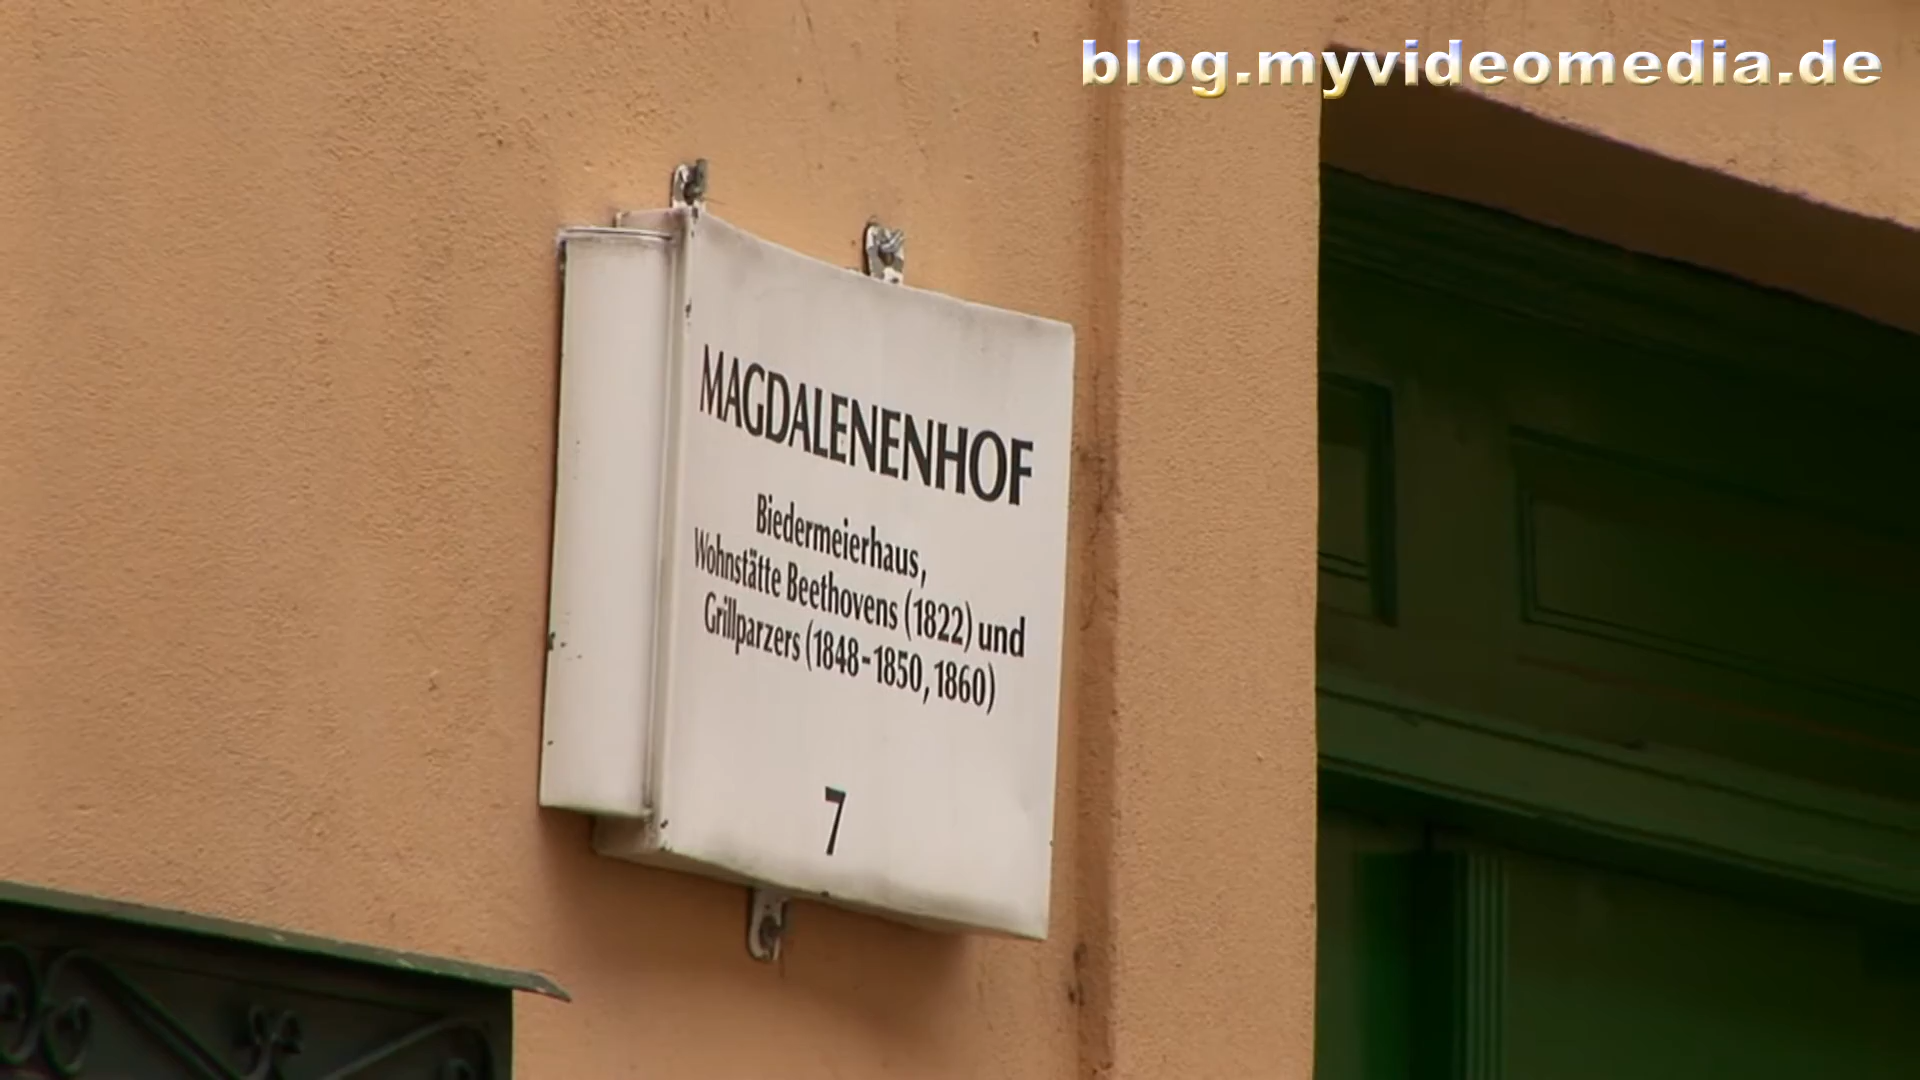 blog.myvideomedia.de
MAGDALENENHOF
Biedermeierhaus,
Wohnstätte Beethovens (1822) und
Grillparzers (1848-1850, 1860)
7